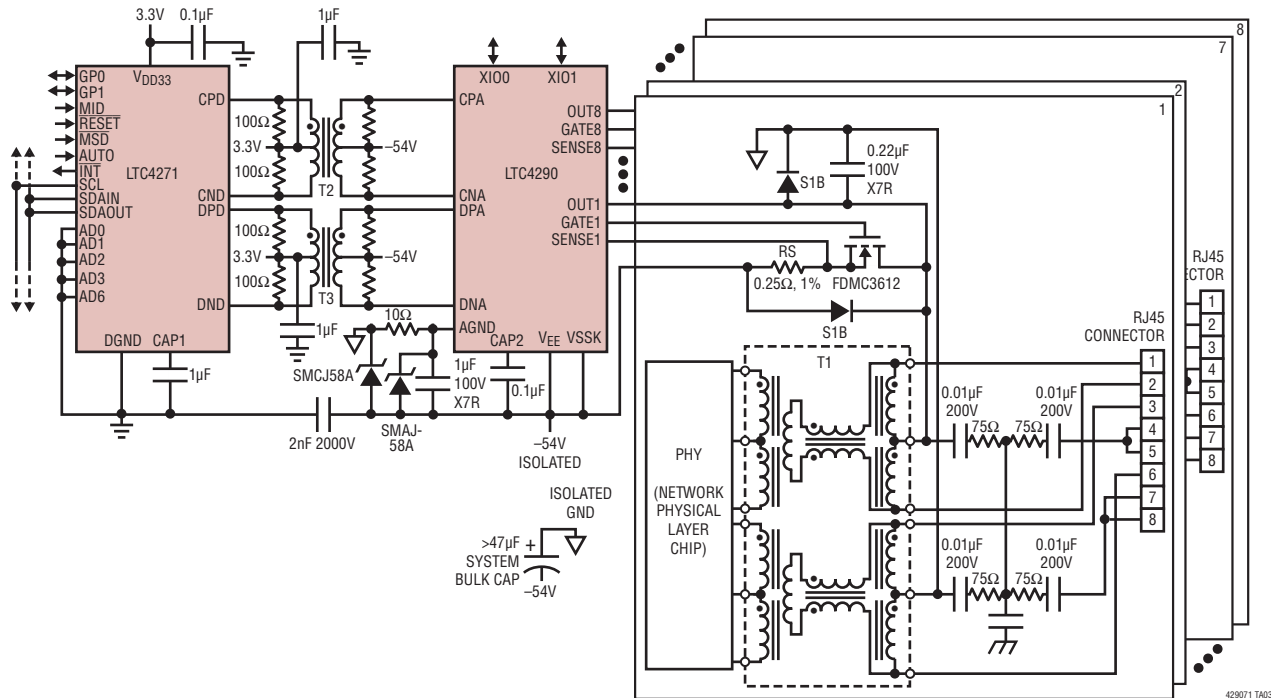 3.3V
0.1µF
1µF
VDD33
GP0
GP1
MID
RESET
MSD
AUTO
INT
SCL
SDAIN
SDAOUT
AD0
AD1
AD2
AD3
AD6
LTC4271
CPD
CND
DPD
DND
DGND
CAP1
1µF
100Ω
3.3V
100Ω
T2
–54V
100Ω
3.3V
100Ω
T3
–54V
1µF
10Ω
SMCJ58A
SMAJ-
58A
1µF
100V
X7R
0.1µF
2nF 2000V
XIO0
XIO1
CPA
CNA
DPA
DNA
AGND
CAP2
VEE
VSSK
LTC4290
OUT8
GATE8
SENSE8
OUT1
GATE1
SENSE1
–54V
ISOLATED
ISOLATED
GND
>47µF
+
SYSTEM
BULK CAP
–54V
8
7
2
1
S1B
0.22µF
100V
X7R
RS
0.25Ω, 1%
FDMC3612
S1B
PHY
(NETWORK
PHYSICAL
LAYER
CHIP)
T1
0.01µF
200V
75Ω
75Ω
0.01µF
200V
0.01µF
200V
75Ω
75Ω
0.01µF
200V
RJ45
CONNECTOR
1
2
3
4
5
6
7
8
RJ45
ECTOR
1
2
3
4
5
6
7
8
429071 TA03